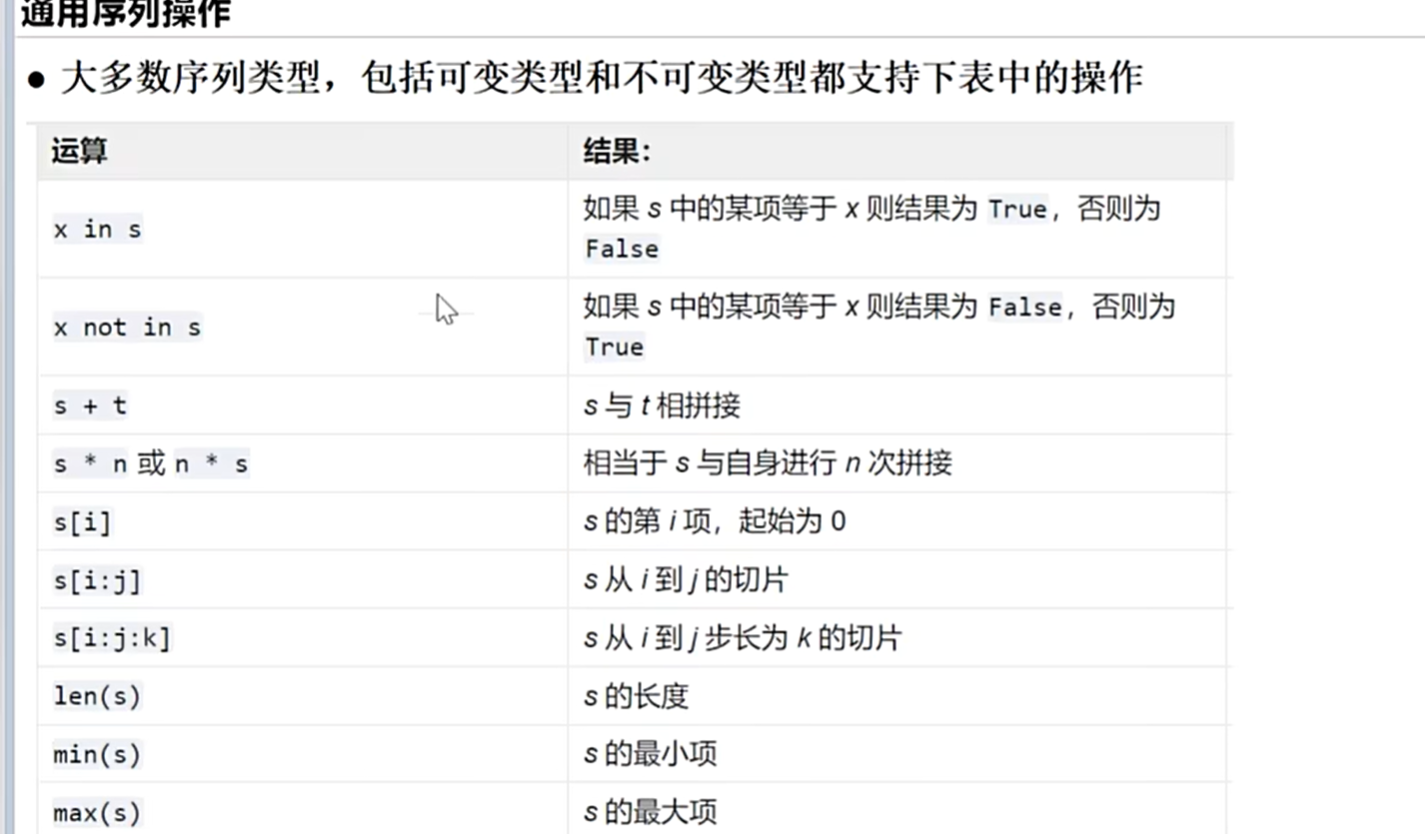 通用序列操作
● 大多数序列类型，包括可变类型和不可变类型都支持下表中的操作
运算 结果：
x in s 如果 s 中的某项等于 x 则结果为 True，否则为
False
x not in s 如果 s 中的某项等于 x 则结果为 False，否则为
True
s + t s 与 t 相拼接
s * n 或 n * s 相当于 s 与自身进行 n 次拼接
s[i] s 的第 i 项，起始为 0
s[i:j] s 从 i 到 j 的切片
s[i:j:k] s 从 i 到 j 步长为 k 的切片
len(s) s 的长度
min(s) s 的最小项
max(s) s 的最大项